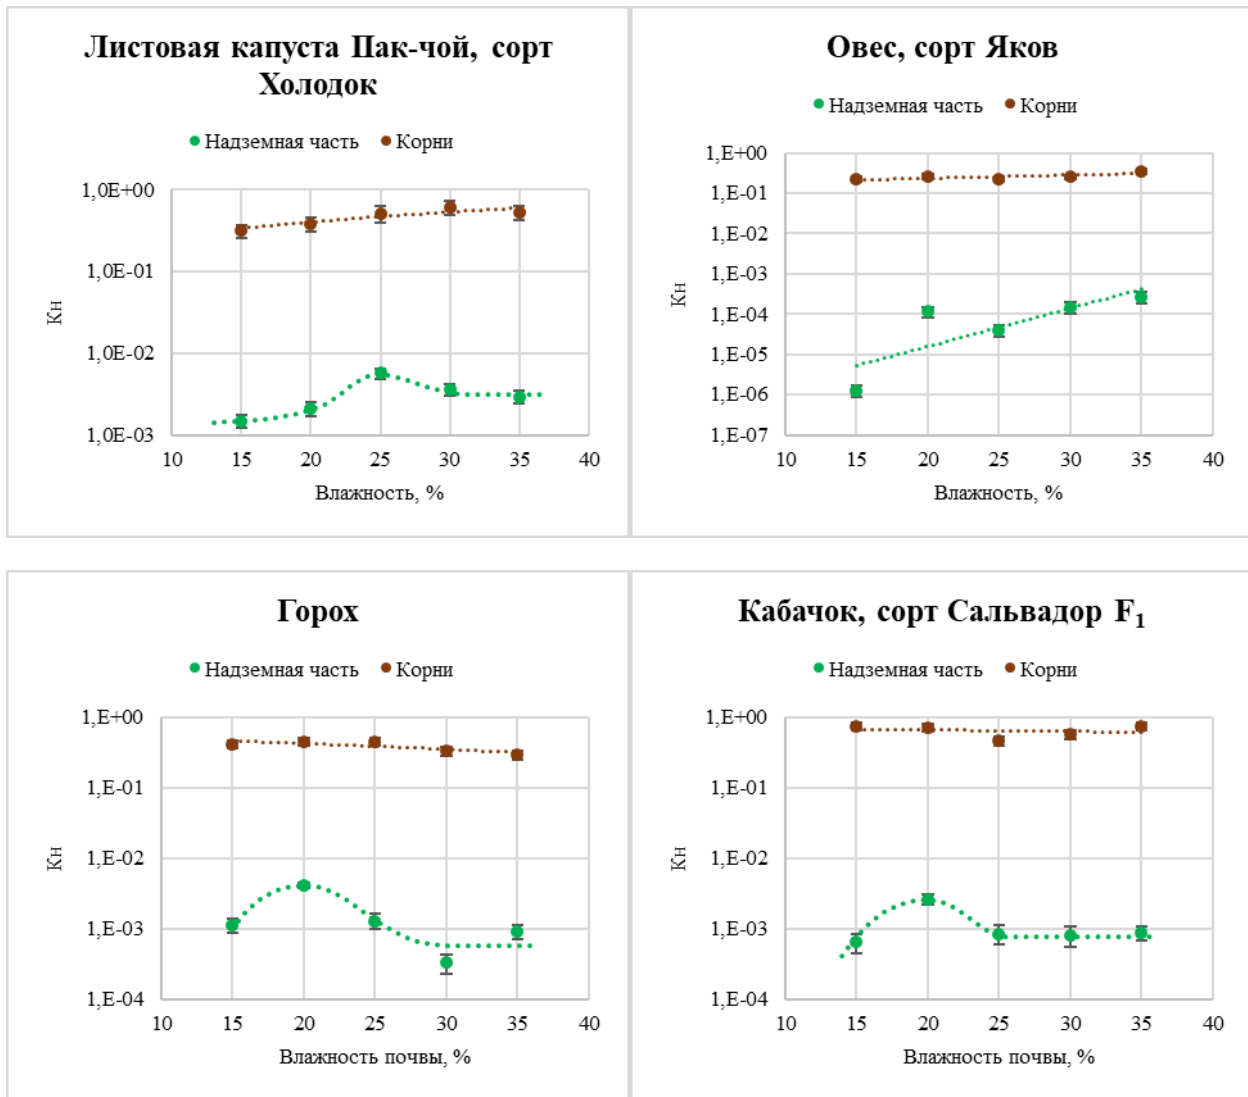 Листовая капуста Пак-чой, сорт
Холодок
Надземная часть Корни
1,0E+00
1,0E-01
1,0E-02
1,0E-03
Кн
10 15 20 25 30 35 40
Влажность, %
Овес, сорт Яков
Надземная часть Корни
1,E+00
1,E-01
1,E-02
1,E-03
1,E-04
1,E-05
1,E-06
1,E-07
Кн
10 15 20 25 30 35 40
Влажность, %
Горох
Надземная часть Корни
1,E+00
1,E-01
1,E-02
1,E-03
1,E-04
Кн
10 15 20 25 30 35 40
Влажность почвы, %
Кабачок, сорт Сальвадор F₁
Надземная часть Корни
1,E+00
1,E-01
1,E-02
1,E-03
1,E-04
Кн
10 15 20 25 30 35 40
Влажность почвы, %